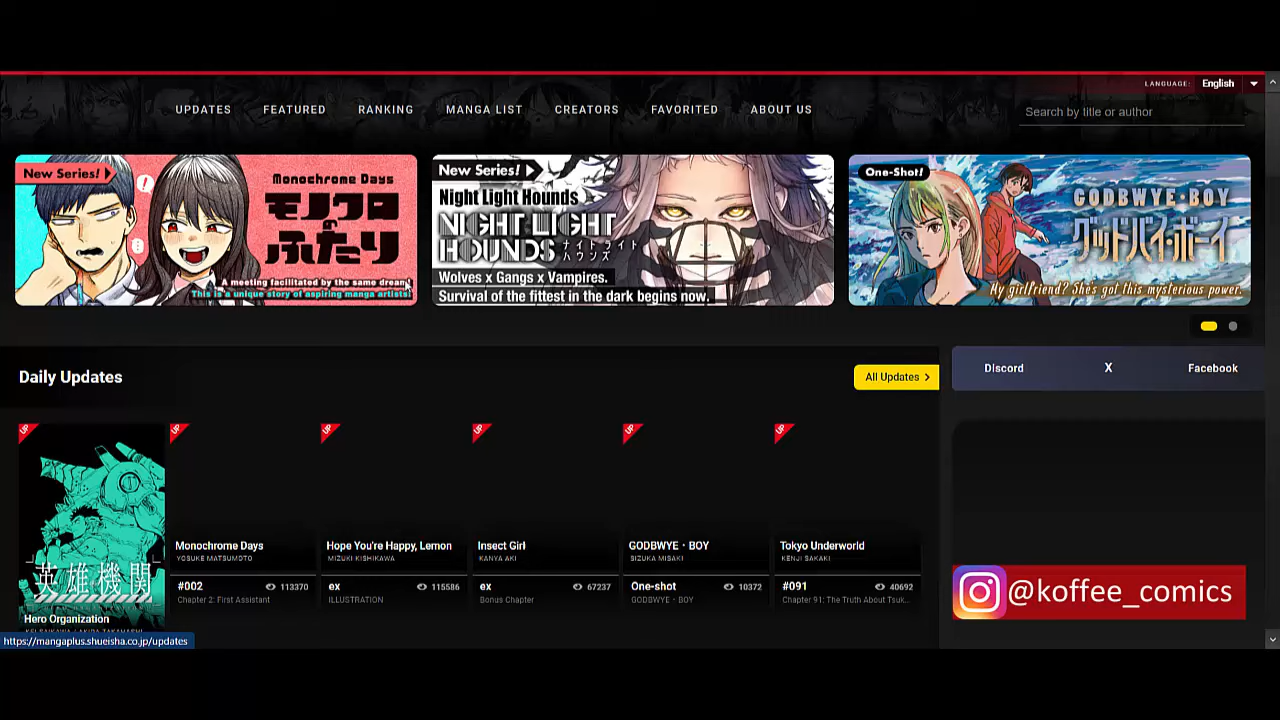 LANGUAGE: English
UPDATES FEATURED RANKING MANGA LIST CREATORS FAVORITED ABOUT US
Search by title or author
New Series!
Monochrome Days
モノクロ
の
ふたり
A meeting facilitated by the same dream
This is a unique story of aspiring manga artists!
New Series!
Night Light Hounds
NIGHT LIGHT
HOUNDS ナイトライト
ハウンズ
Wolves x Gangs x Vampires.
Survival of the fittest in the dark begins now.
One-Shot!
GODBWYE・BOY
グッドバイ・ボーイ
My girlfriend? She's got this mysterious power.
Daily Updates
All Updates
Discord X Facebook
UP
UP
UP
UP
UP
UP
英雄機関
Hero Organization
Monochrome Days
YOSUKE MATSUMOTO
#002 113370
Chapter 2: First Assistant
Hope You're Happy, Lemon
MIZUKI KISHIKAWA
ex 115586
ILLUSTRATION
Insect Girl
KANYA AKI
ex 67237
Bonus Chapter
GODBWYE・BOY
SIZUKA MISAKI
One-shot 10372
GODBWYE・BOY
Tokyo Underworld
KENJI SAKAKI
#091 40692
Chapter 91: The Truth About Tsuk...
@koffee_comics
https://mangaplus.shueisha.co.jp/updates